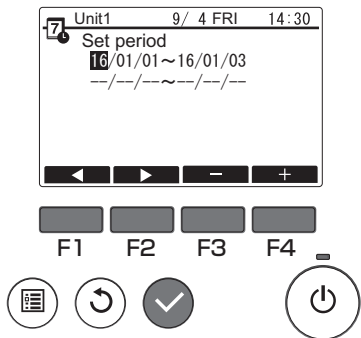 7 Unit1 9/ 4 FRI 14:30
Set period
16/01/01~16/01/03
--/--/--~--/--/--
◀ ▶ − +
F1 F2 F3 F4